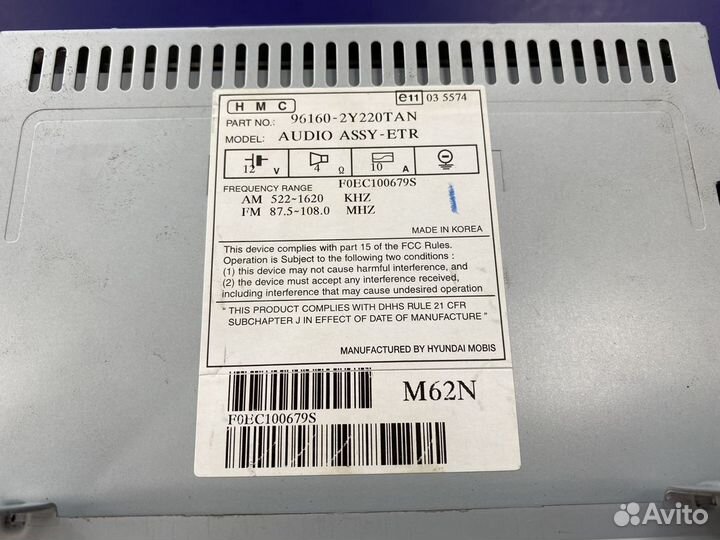 HMC
e11 03 5574
PART NO.: 96160-2Y220TAN
MODEL: AUDIO ASSY-ETR
12 V 4 Ω 10 A
FREQUENCY RANGE F0EC100679S
AM 522~1620 KHZ
FM 87.5~108.0 MHZ
MADE IN KOREA
This device complies with part 15 of the FCC Rules.
Operation is Subject to the following two conditions :
(1) this device may not cause harmful interference, and
(2) the device must accept any interference received,
including interference that may cause undesired operation
" THIS PRODUCT COMPLIES WITH DHHS RULE 21 CFR
SUBCHAPTER J IN EFFECT OF DATE OF MANUFACTURE "
MANUFACTURED BY HYUNDAI MOBIS
M62N
F0EC100679S
Avito